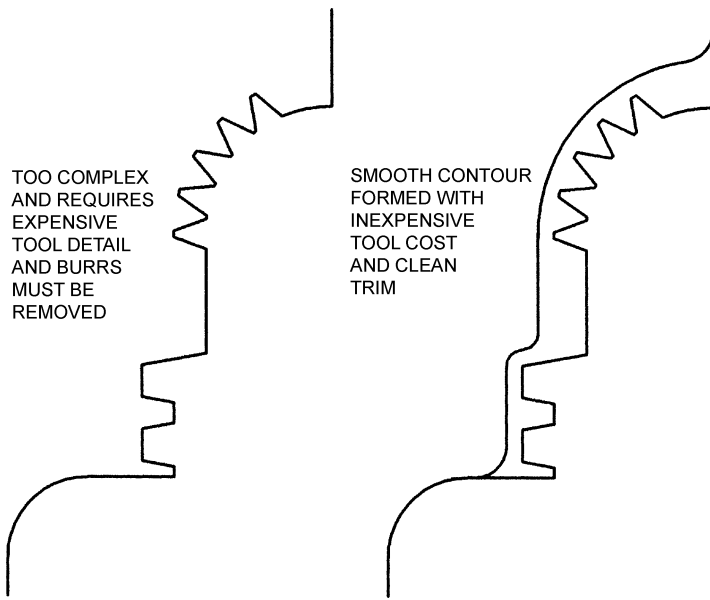 TOO COMPLEX
AND REQUIRES
EXPENSIVE
TOOL DETAIL
AND BURRS
MUST BE
REMOVED
SMOOTH CONTOUR
FORMED WITH
INEXPENSIVE
TOOL COST
AND CLEAN
TRIM